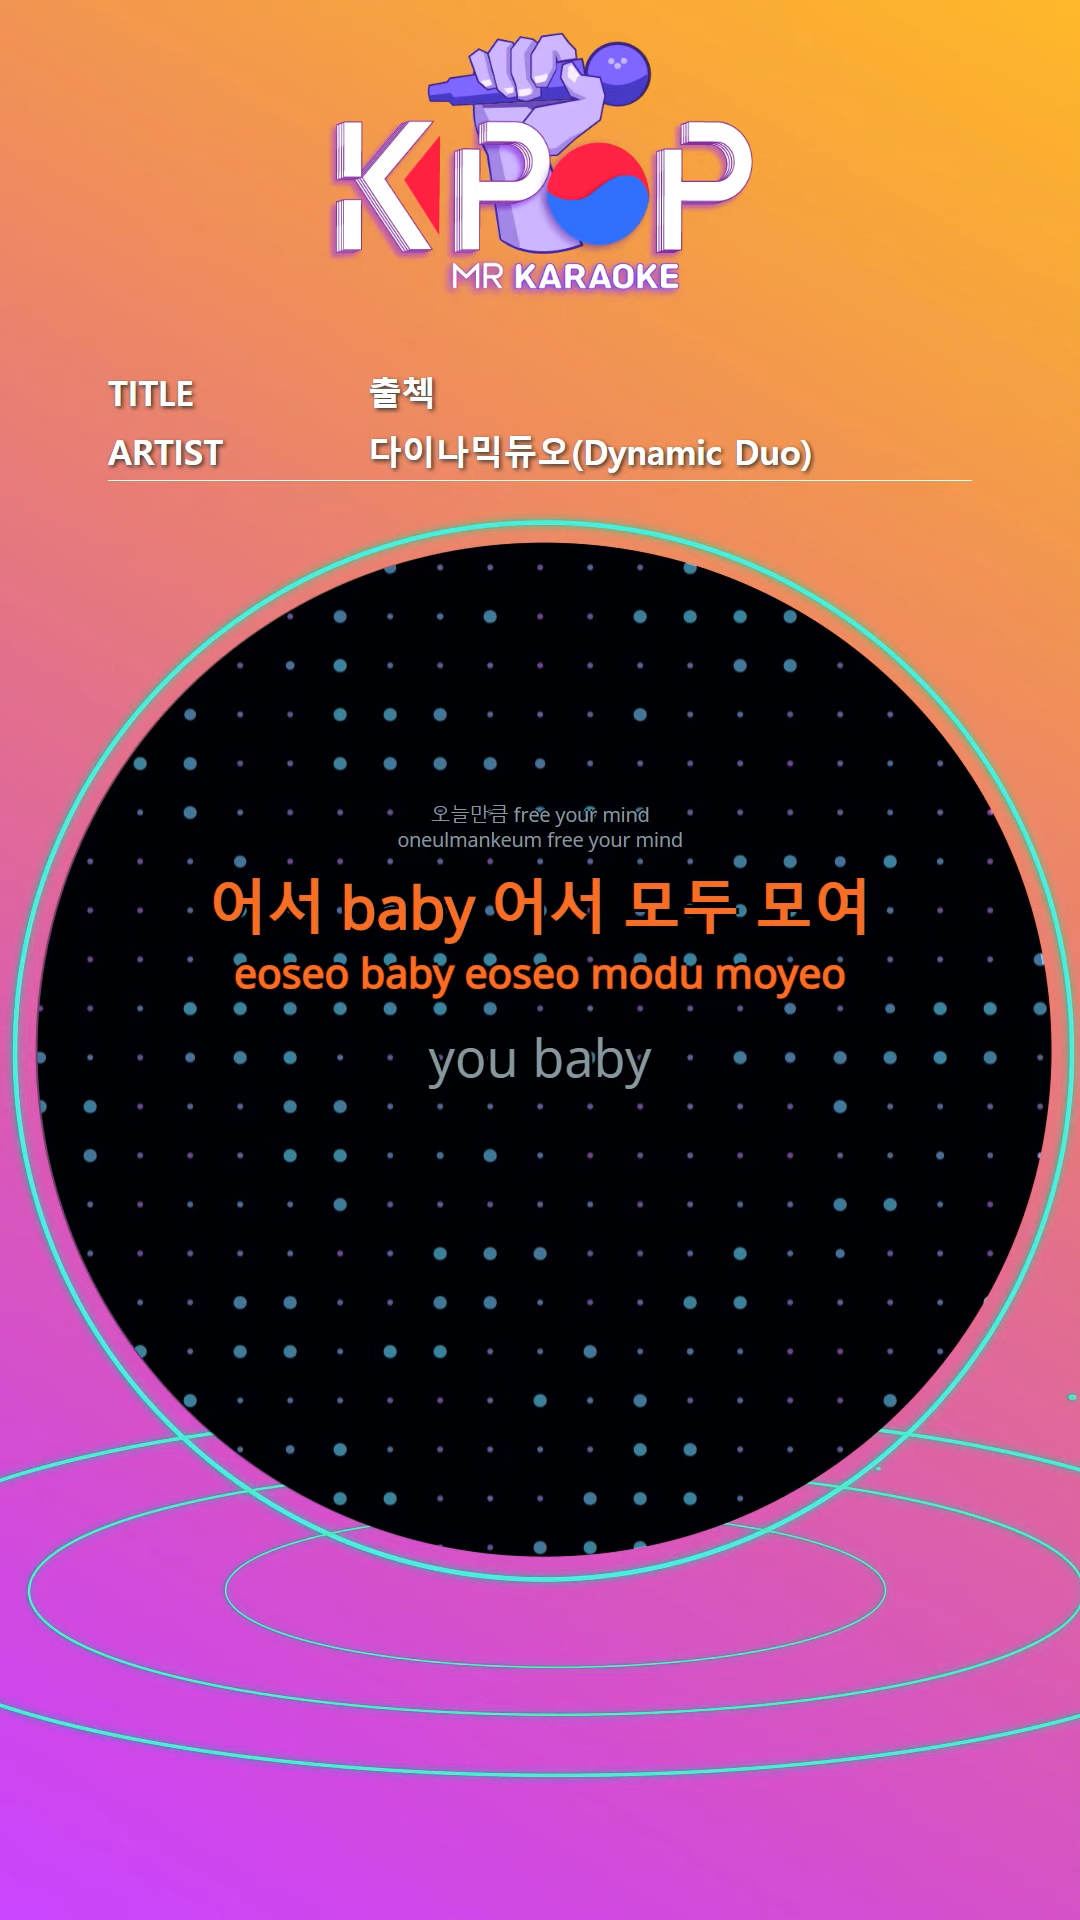 KPOP
MR KARAOKE
TITLE 출첵
ARTIST 다이나믹듀오(Dynamic Duo)
오늘만큼 free your mind
oneulmankeum free your mind
어서 baby 어서 모두 모여
eoseo baby eoseo modu moyeo
you baby